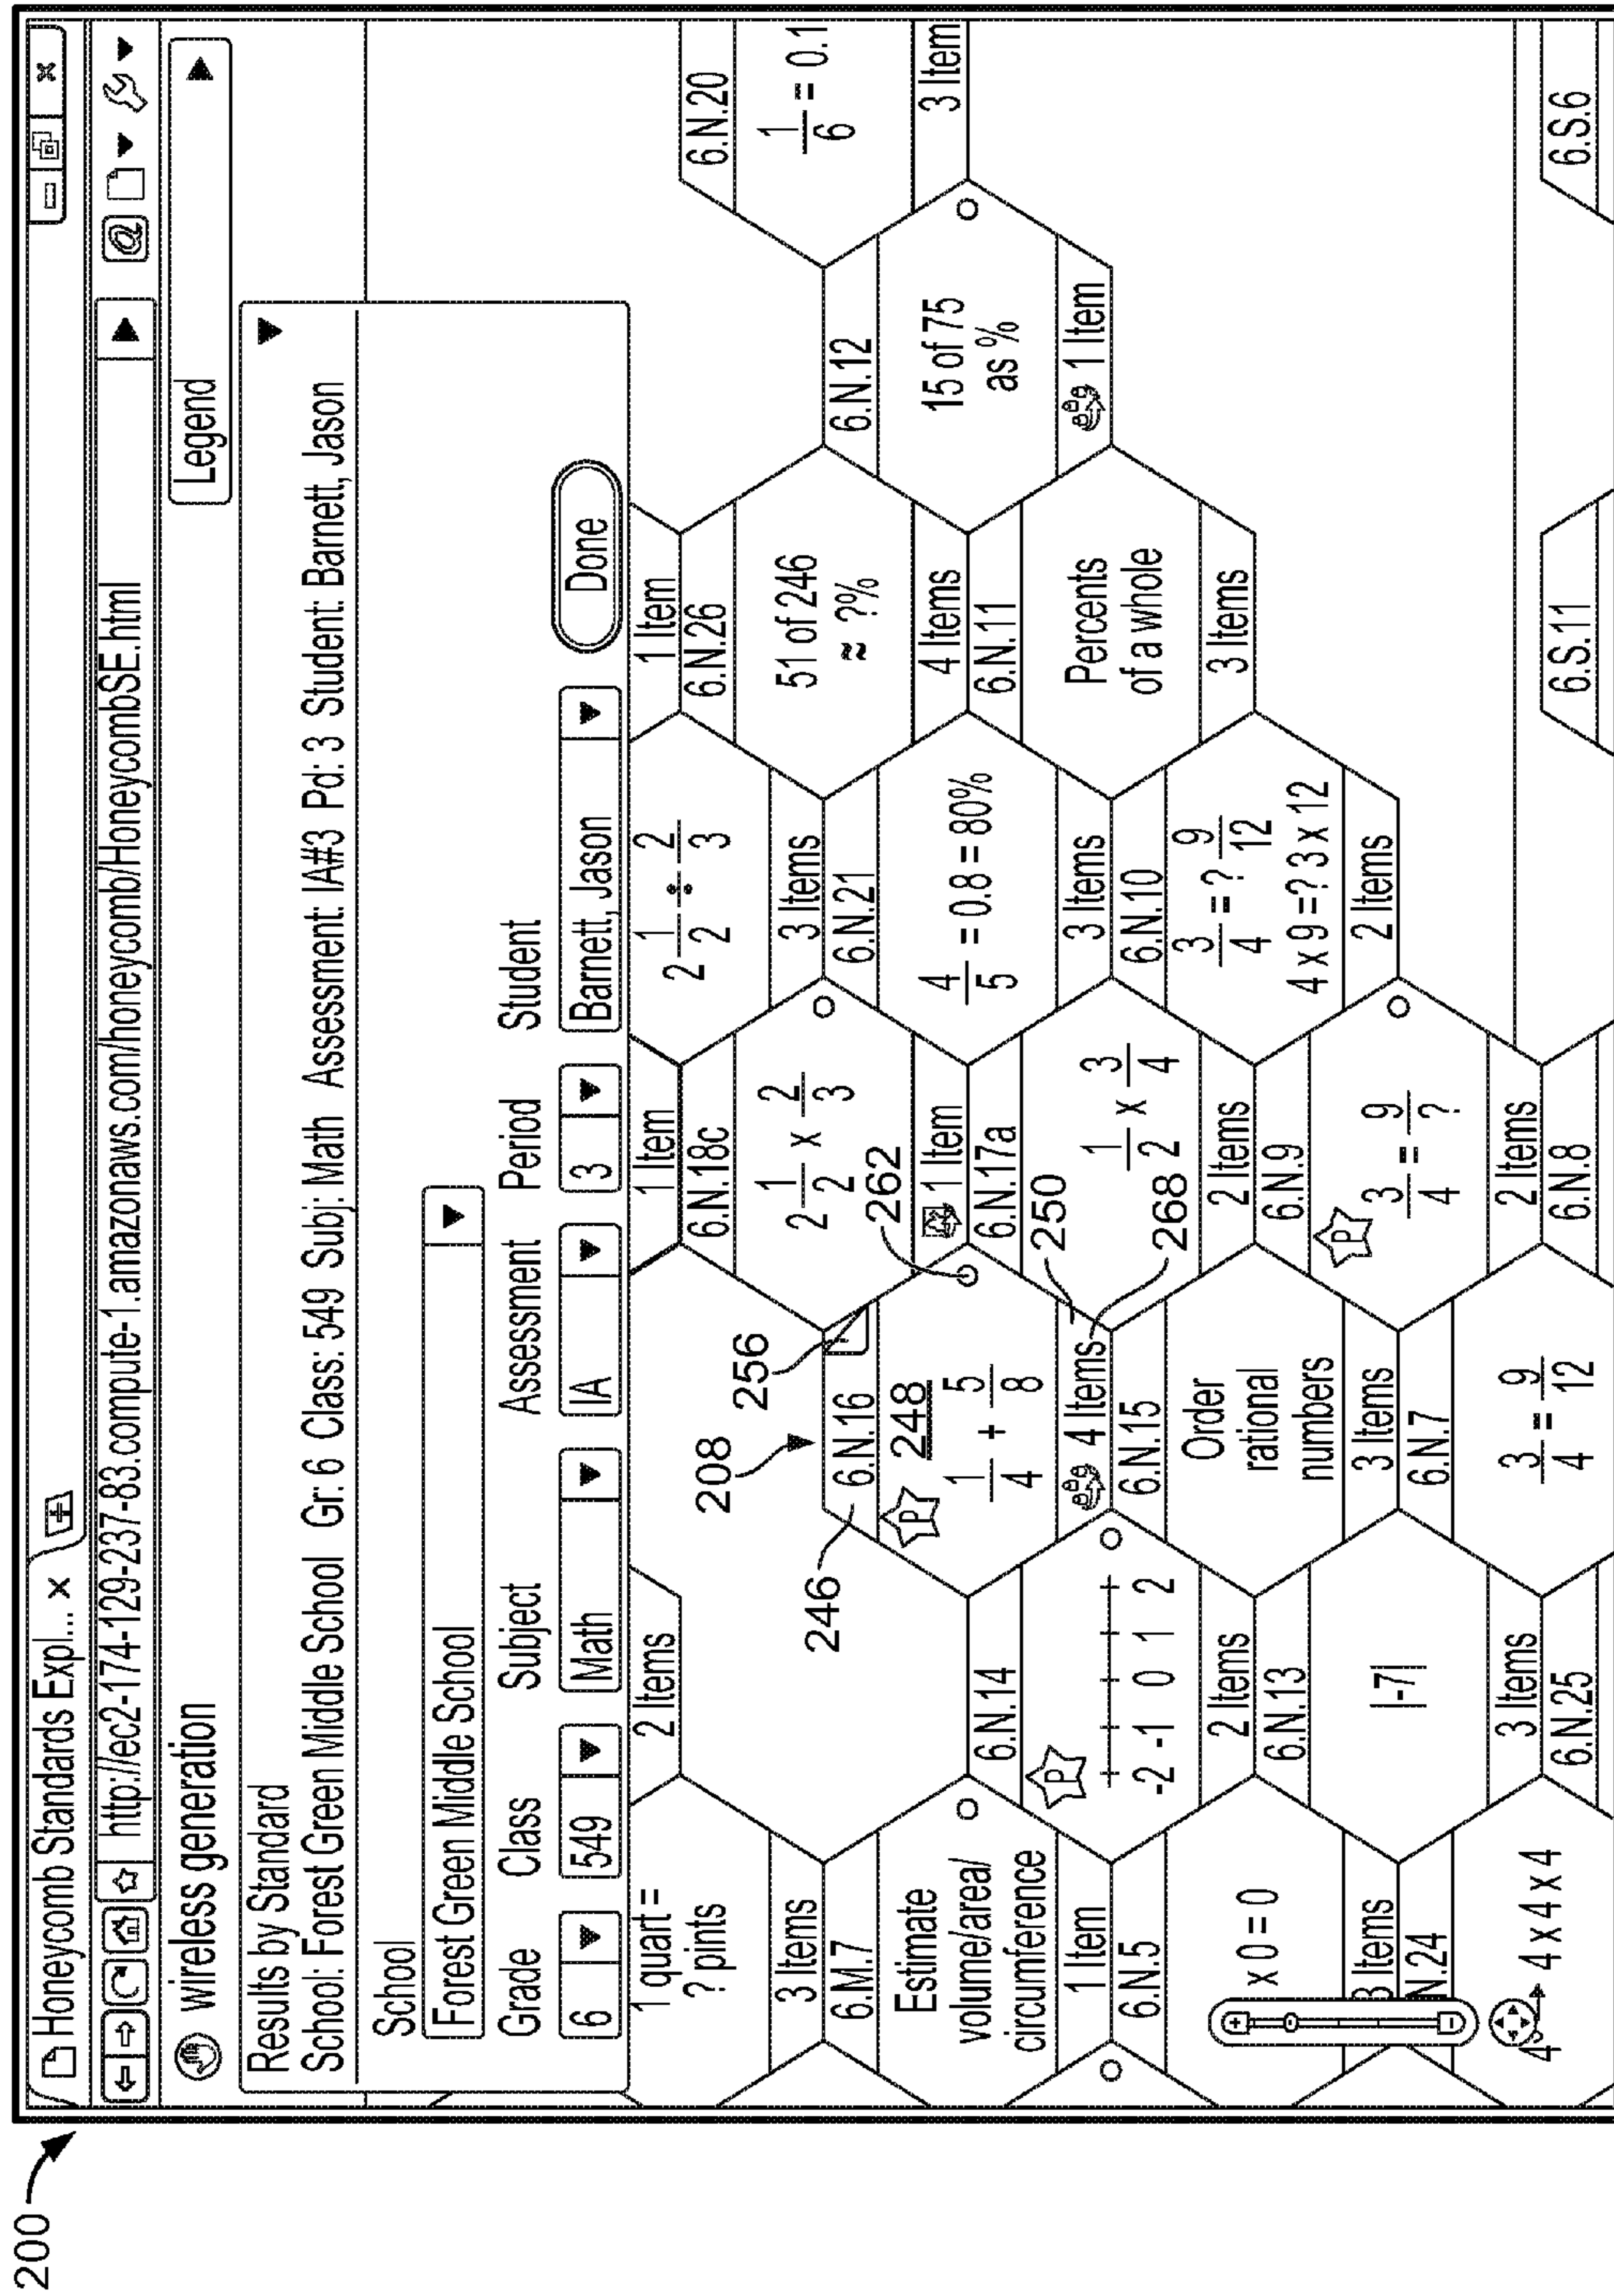 200
Honeycomb Standards Expl... x
http://ec2-174-129-237-83.compute-1.amazonaws.com/honeycomb/HoneycombSE.html
wireless generation
Legend
Results by Standard
School: Forest Green Middle School Gr: 6 Class: 549 Subj: Math Assessment: IA#3 Pd: 3 Student: Barnett, Jason
School
Forest Green Middle School
Grade Class Subject Assessment Period Student
6 549 Math IA 3 Barnett, Jason Done
1 quart =
? pints
3 Items
6.M.7
Estimate
volume/area/
circumference
1 Item
6.N.5
x 0 = 0
3 Items
N.24
4 x 4 x 4
2 Items
6.N.14
P
-2 -1 0 1 2
2 Items
6.N.13
|-7|
3 Items
6.N.25
208
256
246
6.N.16
P 248
1/4 + 5/8
4 Items
262
250
268
6.N.15
Order
rational
numbers
3 Items
6.N.7
3/4 = 9/12
1 Item
6.N.18c
2 1/2 x 2/3
1 Item
6.N.17a
1/2 x 3/4
2 Items
6.N.9
P
3/4 = 9/?
2 Items
6.N.8
2 1/2 ÷ 2/3
3 Items
6.N.21
4/5 = 0.8 = 80%
3 Items
6.N.10
3/4 =? 9/12
4 x 9 =? 3 x 12
2 Items
1 Item
6.N.26
51 of 246
≈ ?%
4 Items
6.N.11
Percents
of a whole
3 Items
6.S.11
6.N.12
15 of 75
as %
1 Item
6.N.20
1/6 = 0.1
3 Item
6.S.6